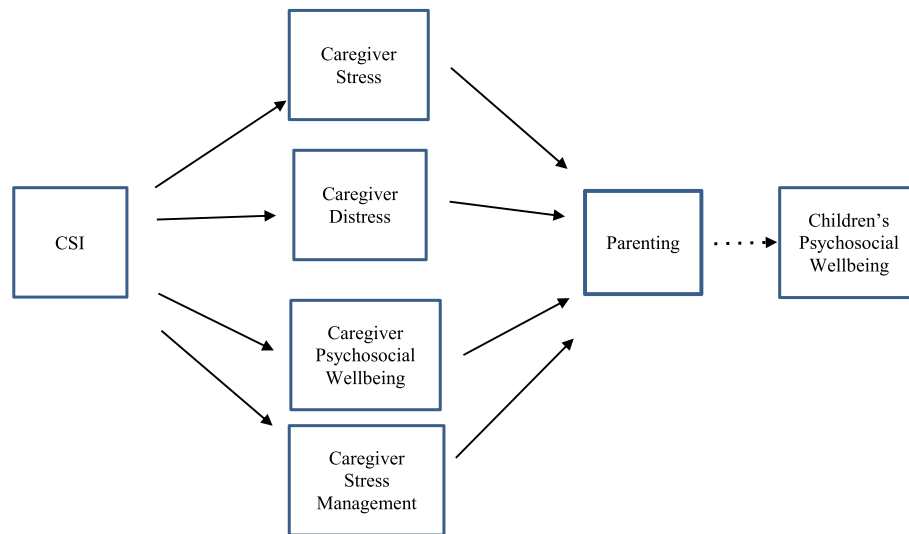 Caregiver
Stress
Caregiver
Distress
CSI
Parenting
Children’s
Psychosocial
Wellbeing
Caregiver
Psychosocial
Wellbeing
Caregiver
Stress
Management